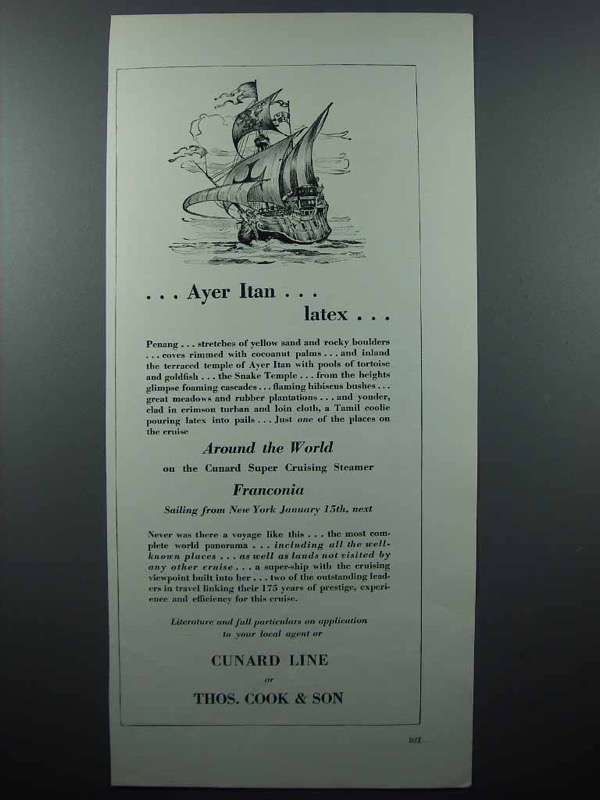 . . . Ayer Itan . . .
latex . . .
Penang . . . stretches of yellow sand and rocky boulders
. . . coves rimmed with cocoanut palms . . . and inland
the terraced temple of Ayer Itan with pools of tortoise
and goldfish . . . the Snake Temple . . . from the heights
glimpse foaming cascades . . . flaming hibiscus bushes . . .
great meadows and rubber plantations . . . and yonder,
clad in crimson turban and loin cloth, a Tamil coolie
pouring latex into pails . . . Just one of the places on
the cruise
Around the World
on the Cunard Super Cruising Steamer
Franconia
Sailing from New York January 15th, next
Never was there a voyage like this . . . the most com-
plete world panorama . . . including all the well-
known places . . . as well as lands not visited by
any other cruise . . . a super-ship with the cruising
viewpoint built into her . . . two of the outstanding lead-
ers in travel linking their 175 years of prestige, experi-
ence and efficiency for this cruise.
Literature and full particulars on application
to your local agent or
CUNARD LINE
or
THOS. COOK & SON